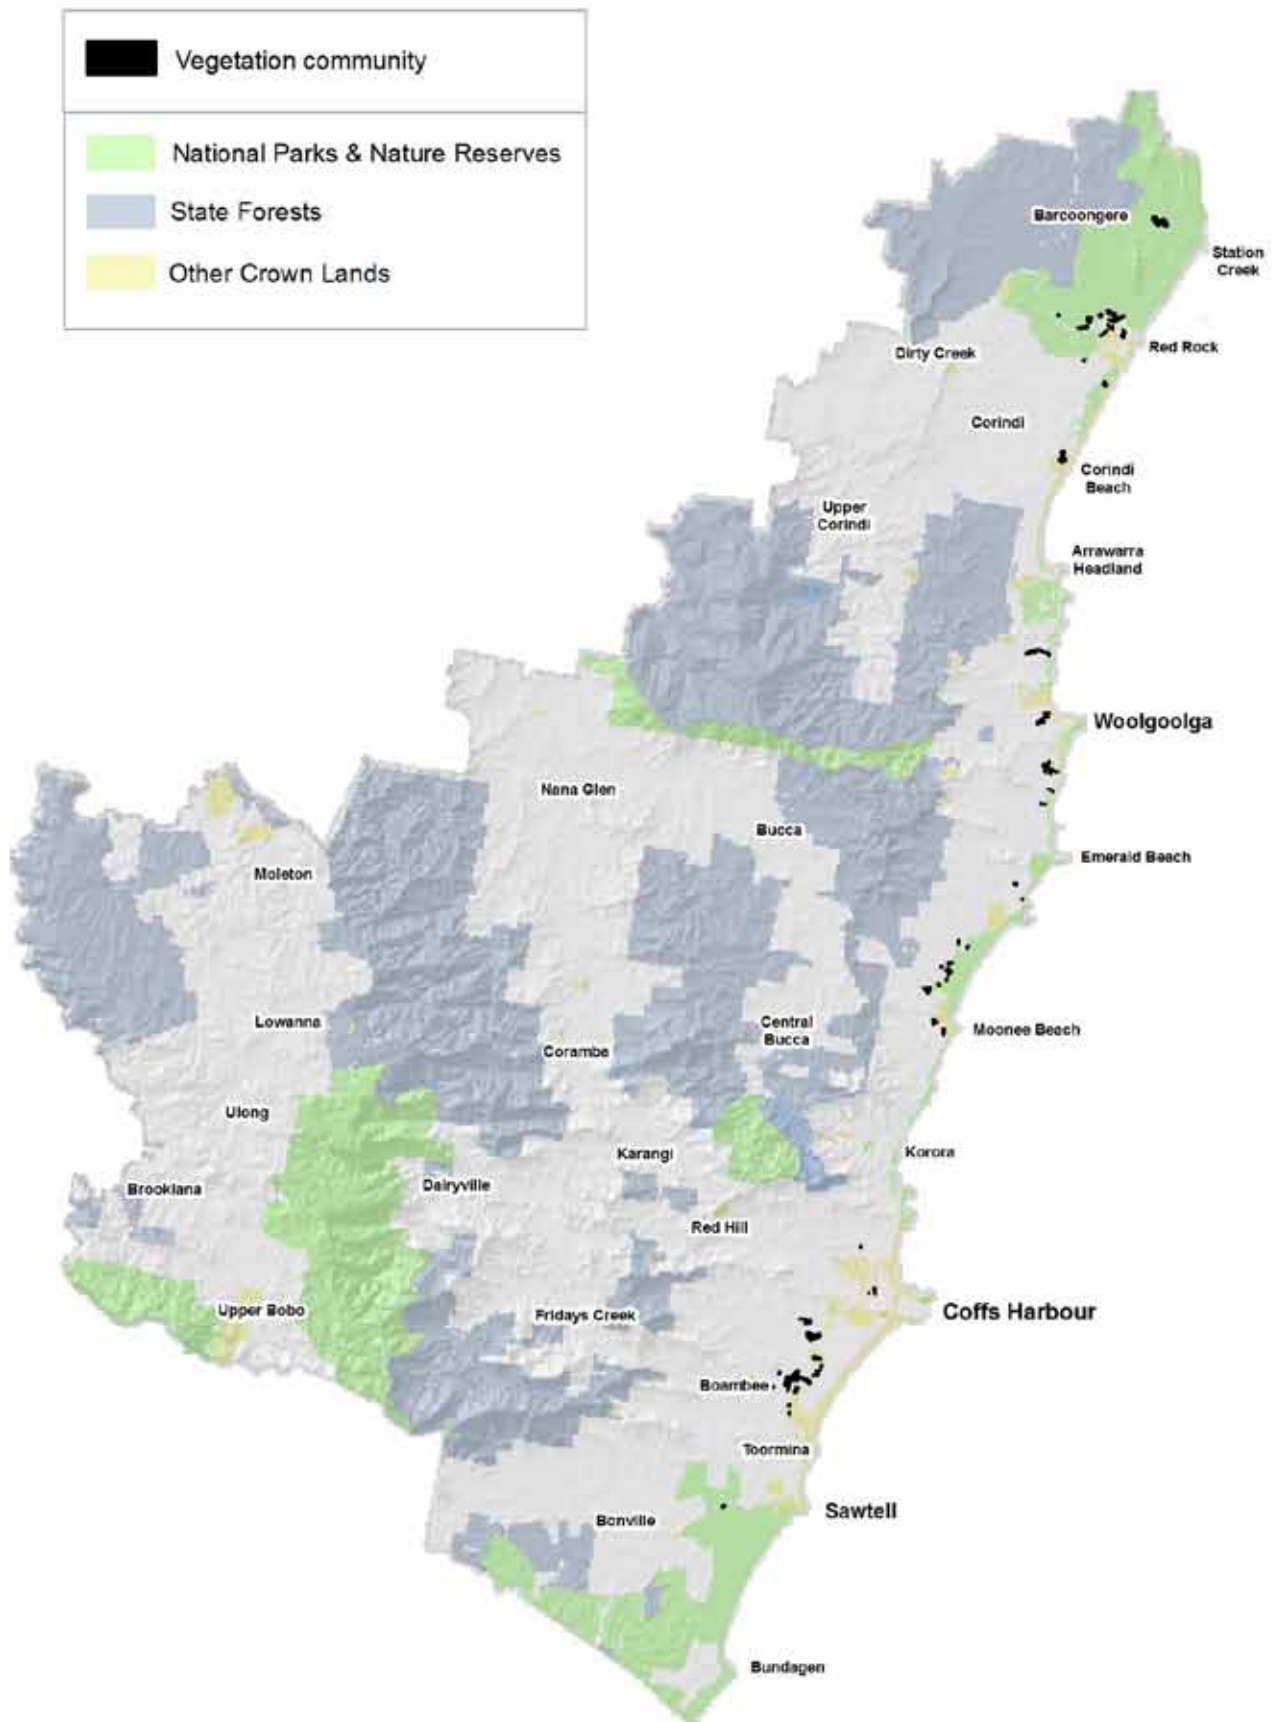 Vegetation community
National Parks & Nature Reserves
State Forests
Other Crown Lands
Barcoongere
Station
Creek
Red Rock
Dirty Creek
Corindi
Corindi
Beach
Upper
Corindi
Arrawarra
Headland
Woolgoolga
Nana Glen
Bucca
Emerald Beach
Moleton
Lowanna
Central
Bucca
Moonee Beach
Coramba
Ulong
Karangi
Korora
Brooklana
Dairyville
Red Hill
Upper Bobo
Fridays Creek
Coffs Harbour
Boambee
Toormina
Bonville
Sawtell
Bundagen